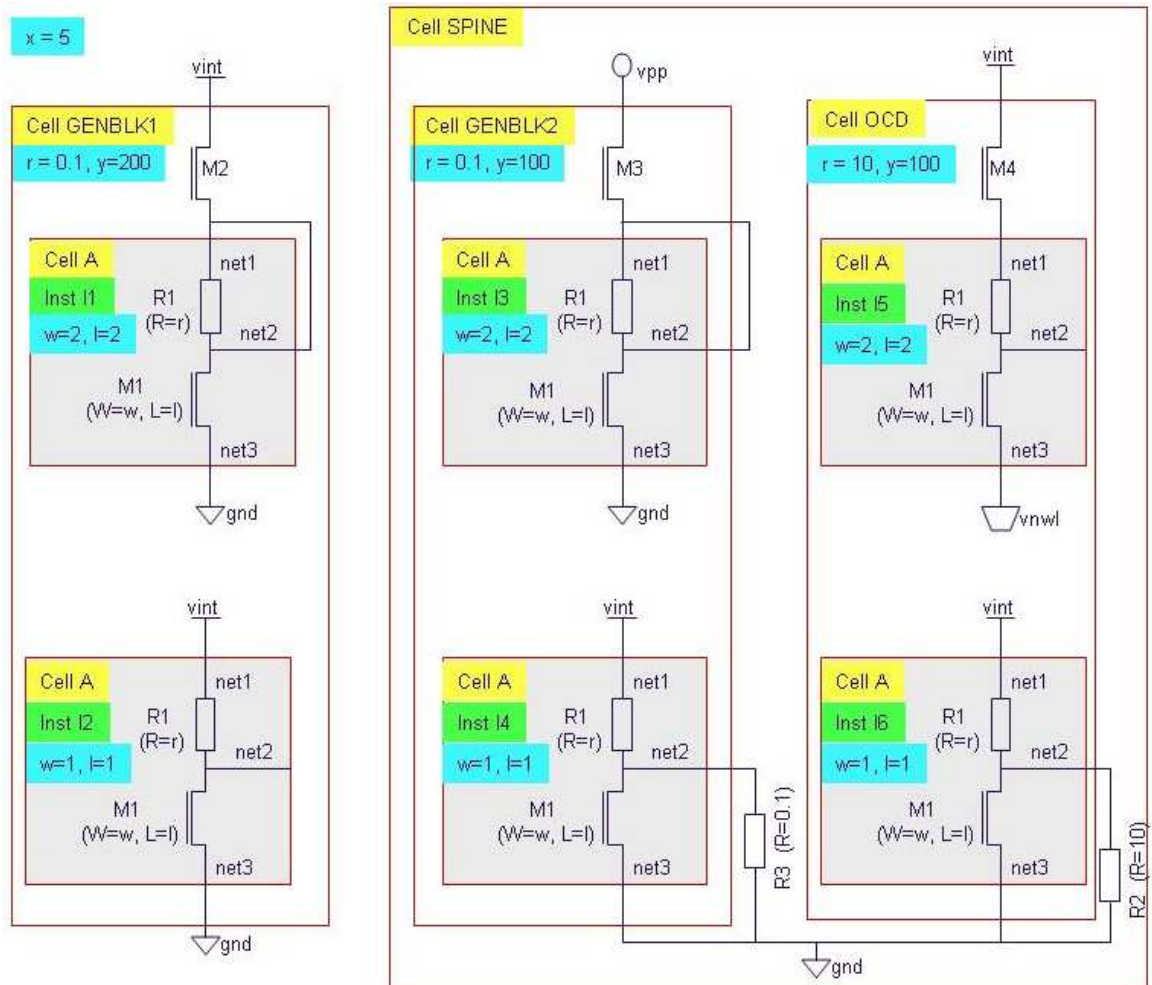 x = 5
Cell SPINE
vint
vpp
vint
Cell GENBLK1
r = 0.1, y=200
M2
Cell GENBLK2
r = 0.1, y=100
M3
Cell OCD
r = 10, y=100
M4
Cell A
Inst I1
w=2, l=2
net1
R1
(R=r)
net2
M1
(W=w, L=l)
net3
gnd
Cell A
Inst I3
w=2, l=2
net1
R1
(R=r)
net2
M1
(W=w, L=l)
net3
gnd
Cell A
Inst I5
w=2, l=2
net1
R1
(R=r)
net2
M1
(W=w, L=l)
net3
vnwl
vint
Cell A
Inst I2
w=1, l=1
net1
R1
(R=r)
net2
M1
(W=w, L=l)
net3
gnd
vint
Cell A
Inst I4
w=1, l=1
net1
R1
(R=r)
net2
M1
(W=w, L=l)
net3
R3 (R=0.1)
vint
Cell A
Inst I6
w=1, l=1
net1
R1
(R=r)
net2
M1
(W=w, L=l)
net3
R2 (R=10)
gnd